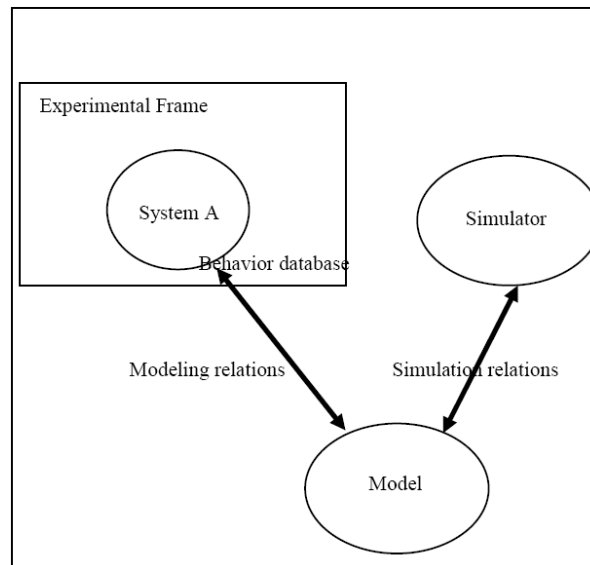 Experimental Frame
System A
Simulator
Behavior database
Modeling relations
Simulation relations
Model